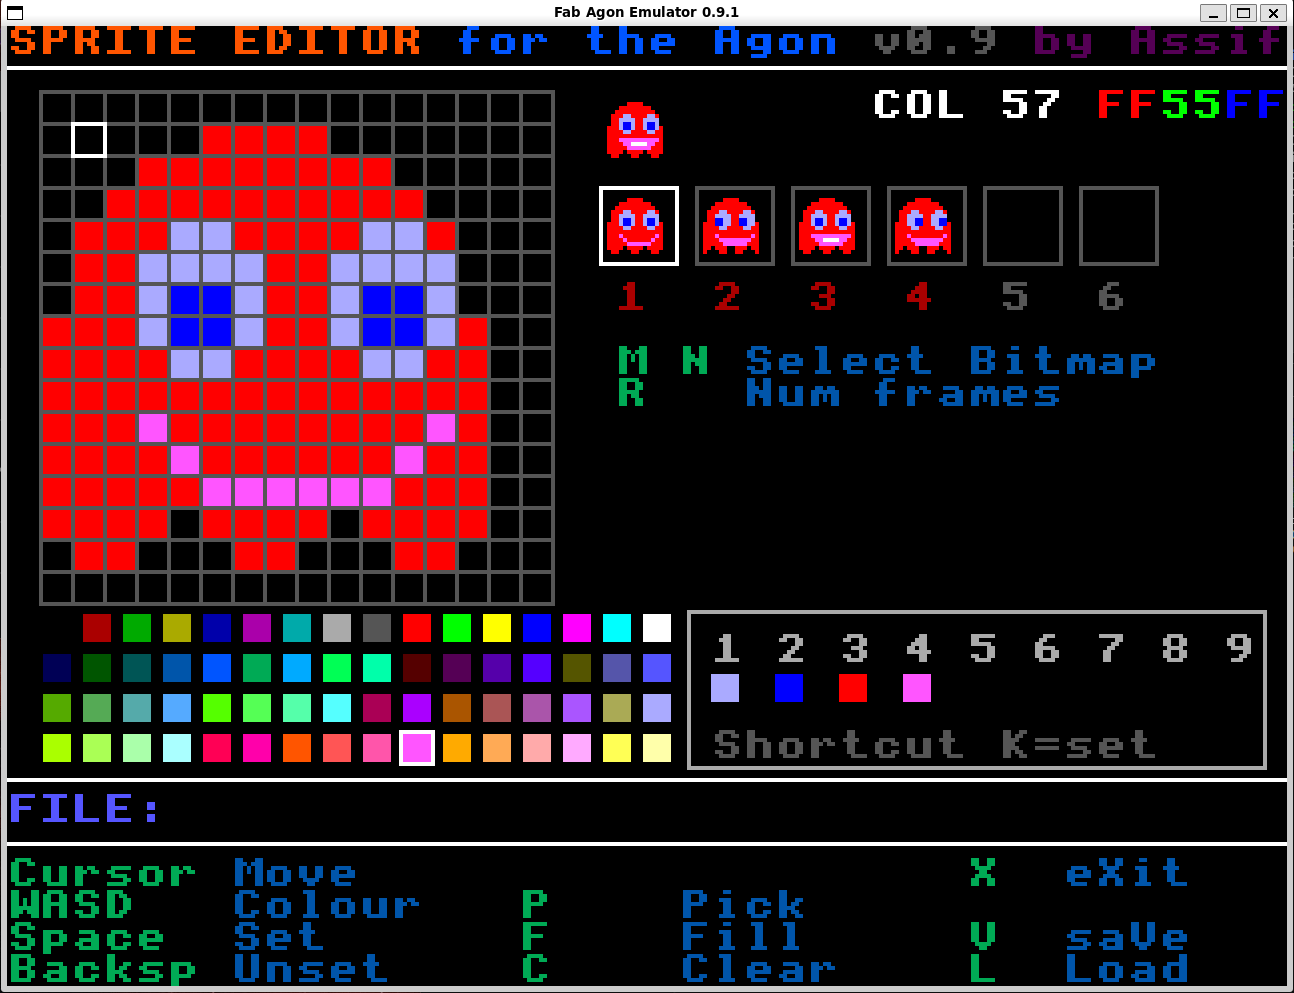 Fab Agon Emulator 0.9.1
SPRITE EDITOR for the Agon v0.9 by Assif
COL 57 FF55FF
1 2 3 4 5 6
M N Select Bitmap
R Num frames
1 2 3 4 5 6 7 8 9
Shortcut K=set
FILE:
Cursor Move X eXit
WASD Colour P Pick
Space Set F Fill V saVe
Backsp Unset C Clear L Load